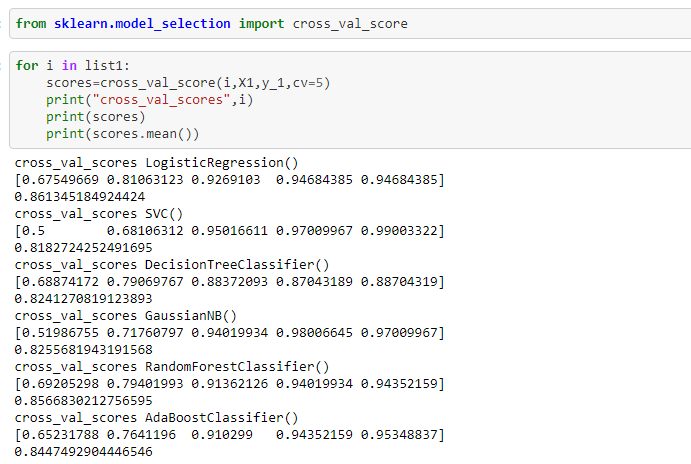 from sklearn.model_selection import cross_val_score
for i in list1:
    scores=cross_val_score(i,X1,y_1,cv=5)
    print("cross_val_scores",i)
    print(scores)
    print(scores.mean())
cross_val_scores LogisticRegression()
[0.67549669 0.81063123 0.9269103  0.94684385 0.94684385]
0.861345184924424
cross_val_scores SVC()
[0.5        0.68106312 0.95016611 0.97009967 0.99003322]
0.8182724252491695
cross_val_scores DecisionTreeClassifier()
[0.68874172 0.79069767 0.88372093 0.87043189 0.88704319]
0.8241270819123893
cross_val_scores GaussianNB()
[0.51986755 0.71760797 0.94019934 0.98006645 0.97009967]
0.8255681943191568
cross_val_scores RandomForestClassifier()
[0.69205298 0.79401993 0.91362126 0.94019934 0.94352159]
0.8566830212756595
cross_val_scores AdaBoostClassifier()
[0.65231788 0.7641196  0.910299   0.94352159 0.95348837]
0.8447492904446546